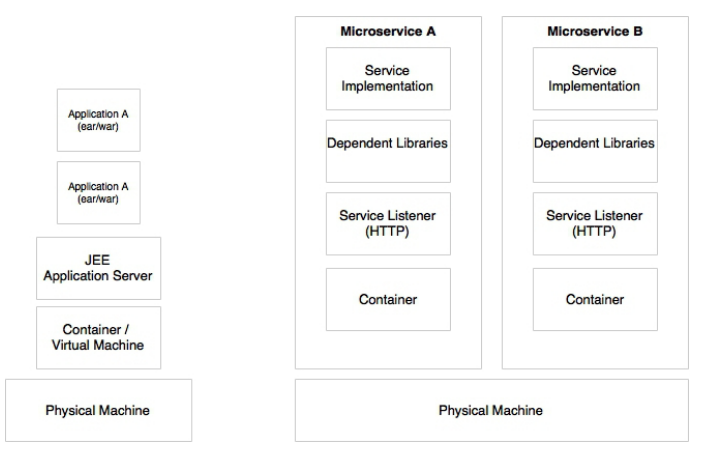 Application A
(ear/war)
Application A
(ear/war)
JEE
Application Server
Container /
Virtual Machine
Physical Machine
Microservice A
Service
Implementation
Dependent Libraries
Service Listener
(HTTP)
Container
Microservice B
Service
Implementation
Dependent Libraries
Service Listener
(HTTP)
Container
Physical Machine